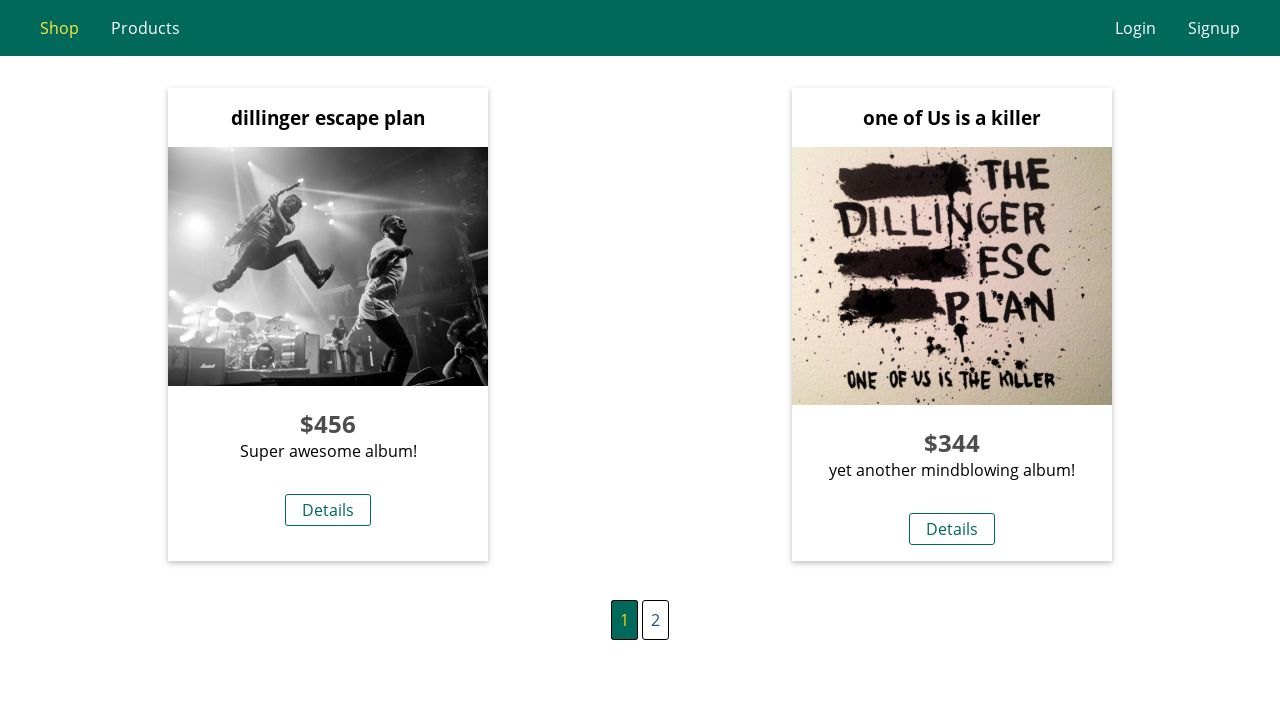 Shop Products Login Signup
dillinger escape plan
Marshall
$456
Super awesome album!
Details
one of Us is a killer
THE
DILLINGER
ESC
PLAN
ONE OF US IS THE KILLER
$344
yet another mindblowing album!
Details
1 2